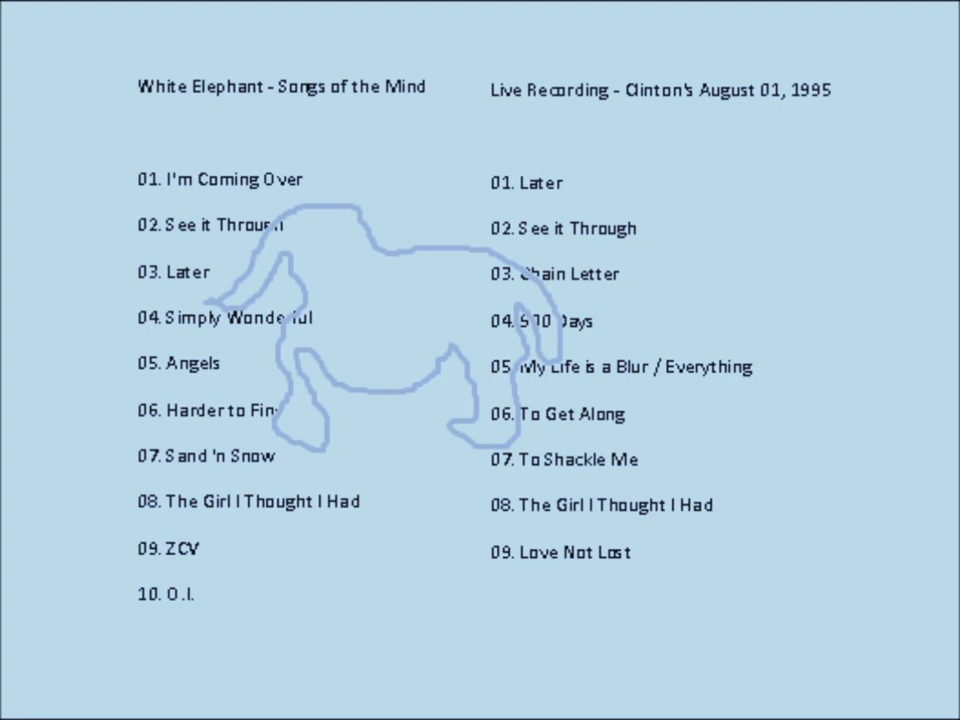 White Elephant - Songs of the Mind
01. I'm Coming Over
02. See it Through
03. Later
04. Simply Wonderful
05. Angels
06. Harder to Fin
07. Sand 'n Snow
08. The Girl I Thought I Had
09. ZCV
10. O.I.
Live Recording - Clinton's August 01, 1995
01. Later
02. See it Through
03. Chain Letter
04. Days
05. My Life is a Blur / Everything
06. To Get Along
07. To Shackle Me
08. The Girl I Thought I Had
09. Love Not Lost